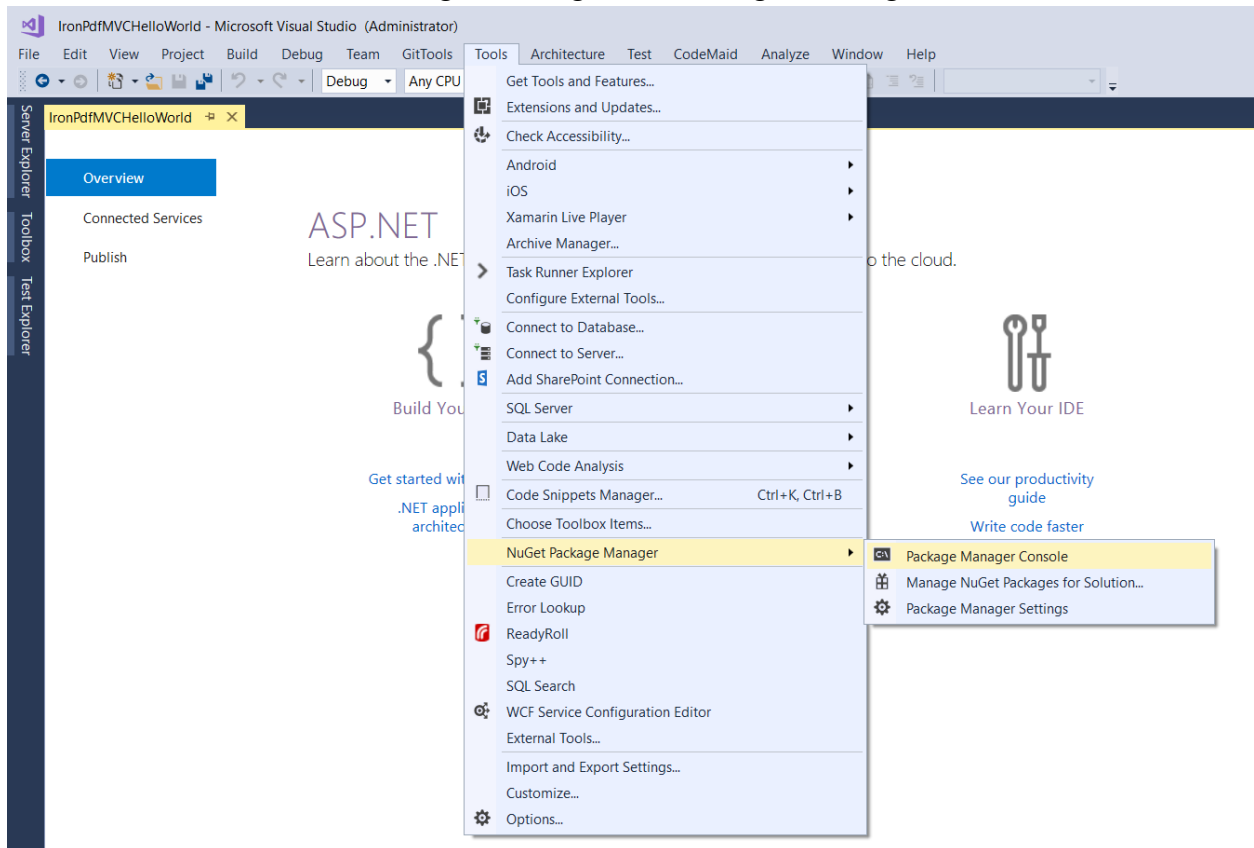 IronPdfMVCHelloWorld - Microsoft Visual Studio (Administrator)
File Edit View Project Build Debug Team GitTools Tools Architecture Test CodeMaid Analyze Window Help
Debug Any CPU
Server Explorer
Toolbox
Test Explorer
IronPdfMVCHelloWorld
Overview
Connected Services
Publish
ASP.NET
Learn about the .NET
o the cloud.
Build You
Learn Your IDE
Get started wit
.NET appli
architec
See our productivity
guide
Write code faster
Get Tools and Features...
Extensions and Updates...
Check Accessibility...
Android
iOS
Xamarin Live Player
Archive Manager...
Task Runner Explorer
Configure External Tools...
Connect to Database...
Connect to Server...
Add SharePoint Connection...
SQL Server
Data Lake
Web Code Analysis
Code Snippets Manager... Ctrl+K, Ctrl+B
Choose Toolbox Items...
NuGet Package Manager
Create GUID
Error Lookup
ReadyRoll
Spy++
SQL Search
WCF Service Configuration Editor
External Tools...
Import and Export Settings...
Customize...
Options...
Package Manager Console
Manage NuGet Packages for Solution...
Package Manager Settings